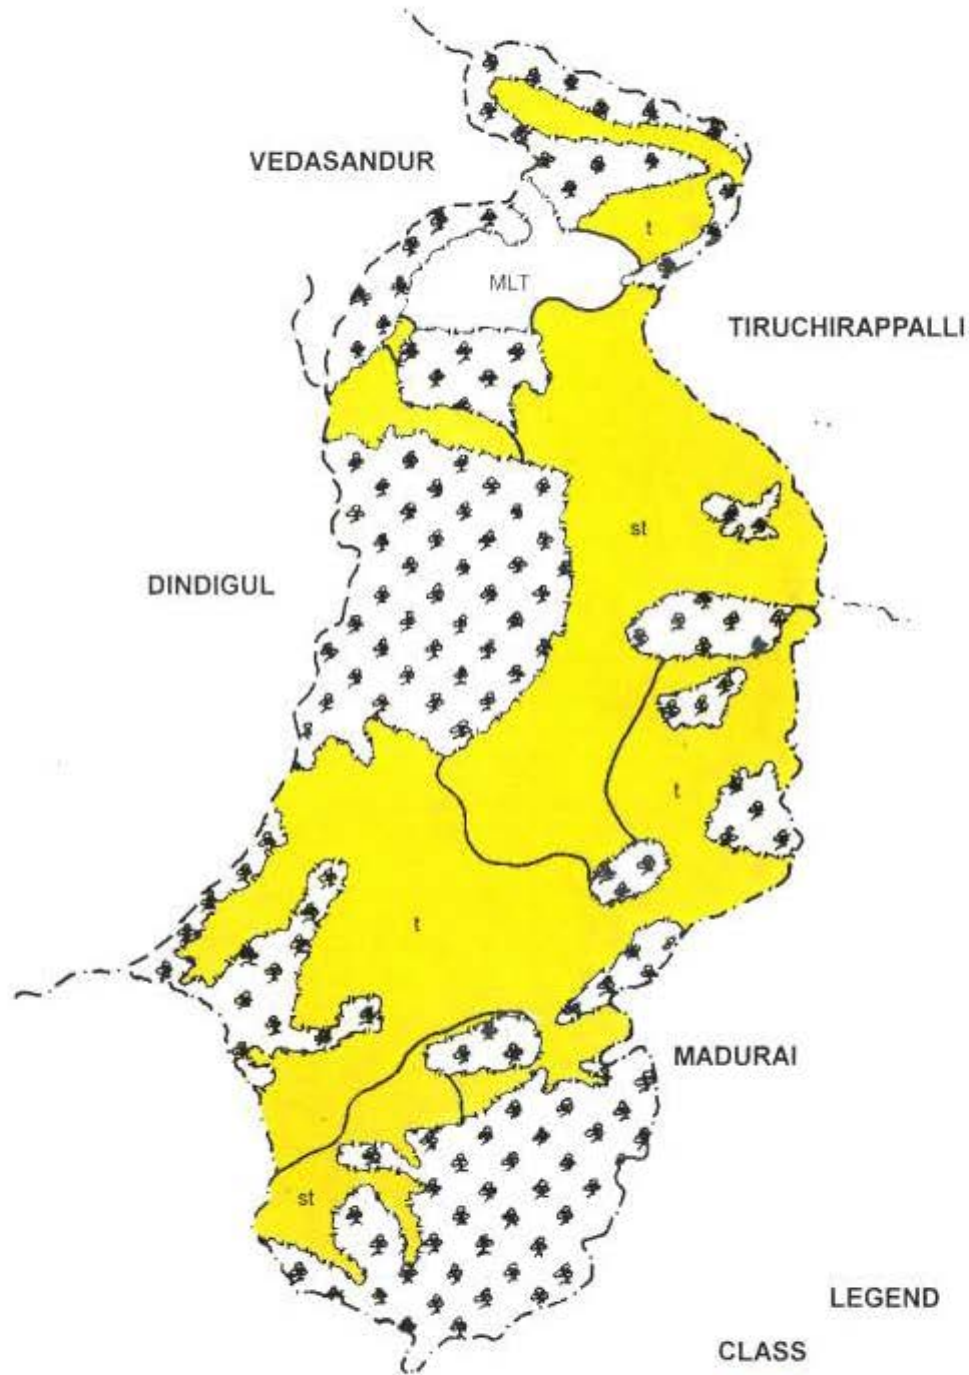 VEDASANDUR
t
MLT
TIRUCHIRAPPALLI
st
DINDIGUL
t
t
MADURAI
st
LEGEND
CLASS